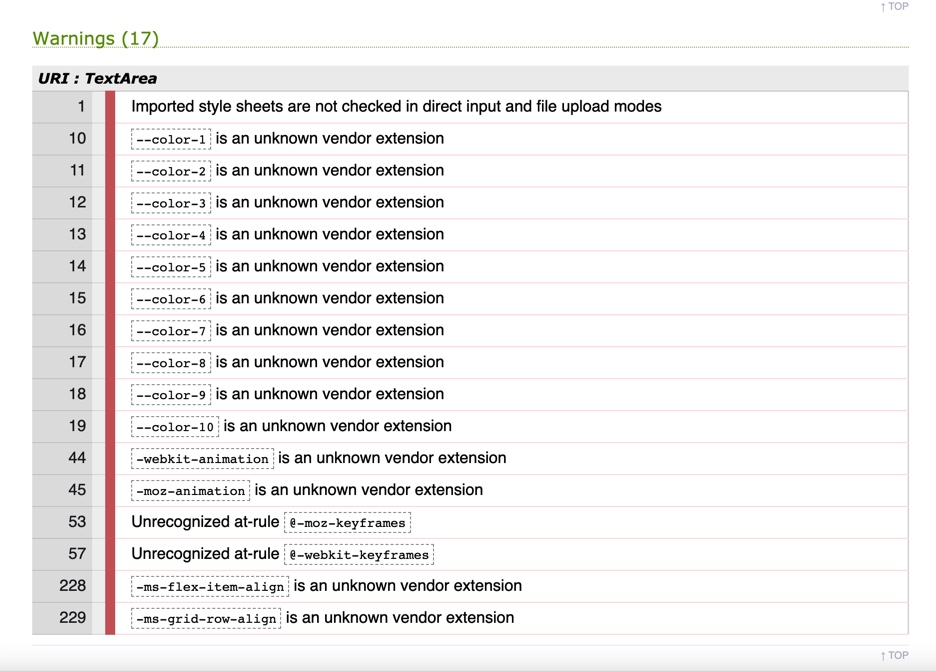 ↑ TOP
Warnings (17)
URI : TextArea
1 Imported style sheets are not checked in direct input and file upload modes
10 --color-1 is an unknown vendor extension
11 --color-2 is an unknown vendor extension
12 --color-3 is an unknown vendor extension
13 --color-4 is an unknown vendor extension
14 --color-5 is an unknown vendor extension
15 --color-6 is an unknown vendor extension
16 --color-7 is an unknown vendor extension
17 --color-8 is an unknown vendor extension
18 --color-9 is an unknown vendor extension
19 --color-10 is an unknown vendor extension
44 -webkit-animation is an unknown vendor extension
45 -moz-animation is an unknown vendor extension
53 Unrecognized at-rule @-moz-keyframes
57 Unrecognized at-rule @-webkit-keyframes
228 -ms-flex-item-align is an unknown vendor extension
229 -ms-grid-row-align is an unknown vendor extension
↑ TOP